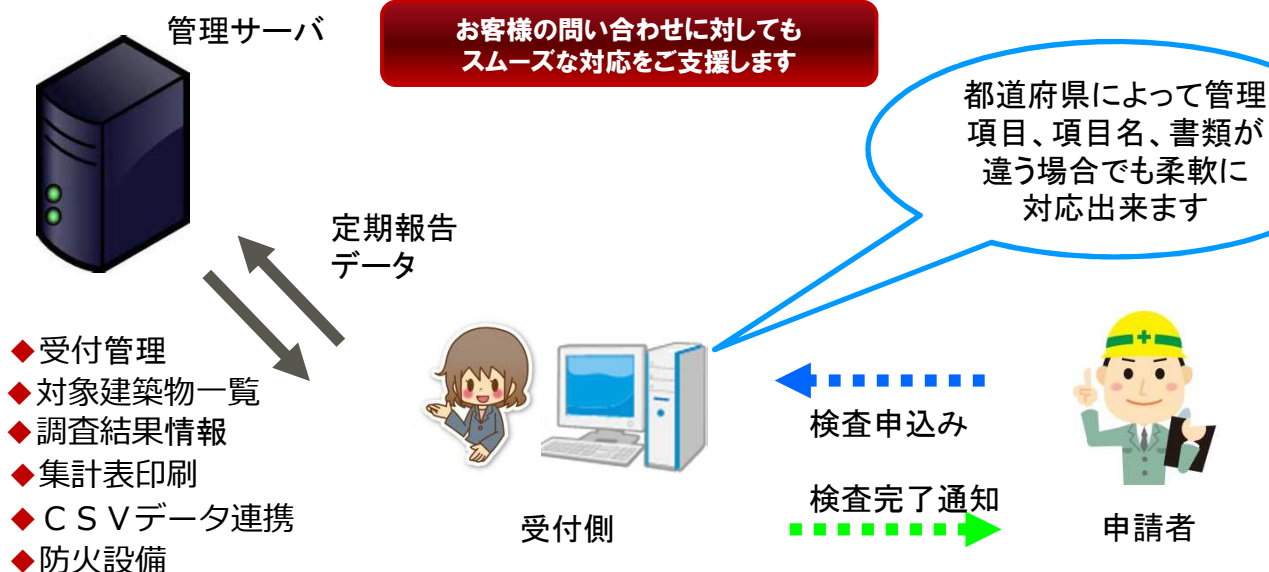 管理サーバ
お客様の問い合わせに対しても
スムーズな対応をご支援します
都道府県によって管理
項目、項目名、書類が
違う場合でも柔軟に
対応出来ます
定期報告
データ
◆受付管理
◆対象建築物一覧
◆調査結果情報
◆集計表印刷
◆ＣＳＶデータ連携
◆防火設備
受付側
検査申込み
検査完了通知
申請者